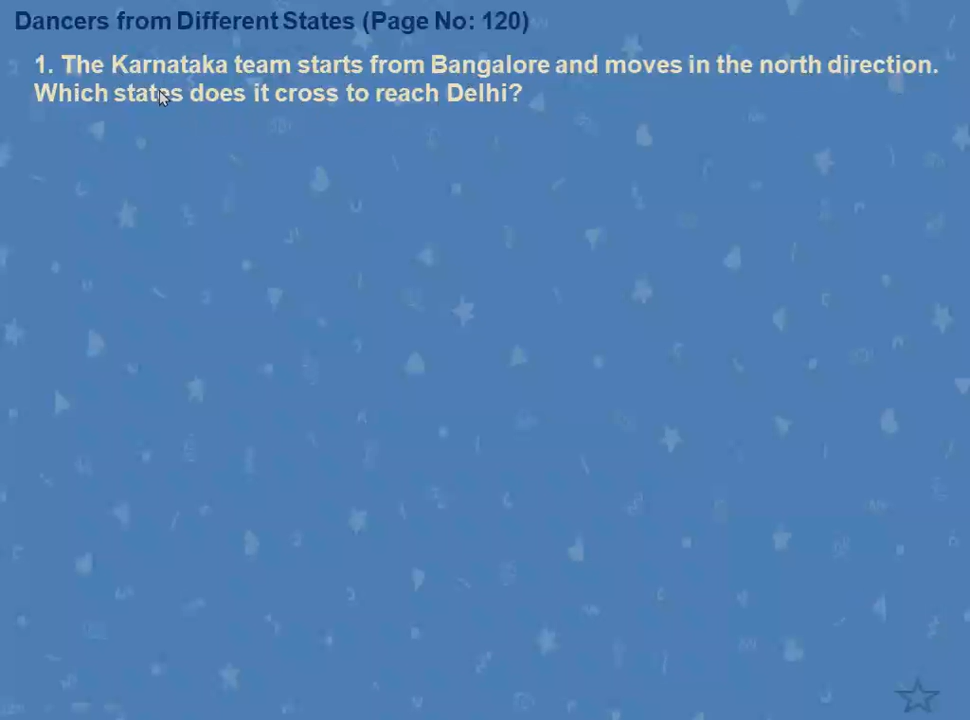 Dancers from Different States (Page No: 120)
1. The Karnataka team starts from Bangalore and moves in the north direction.
Which states does it cross to reach Delhi?